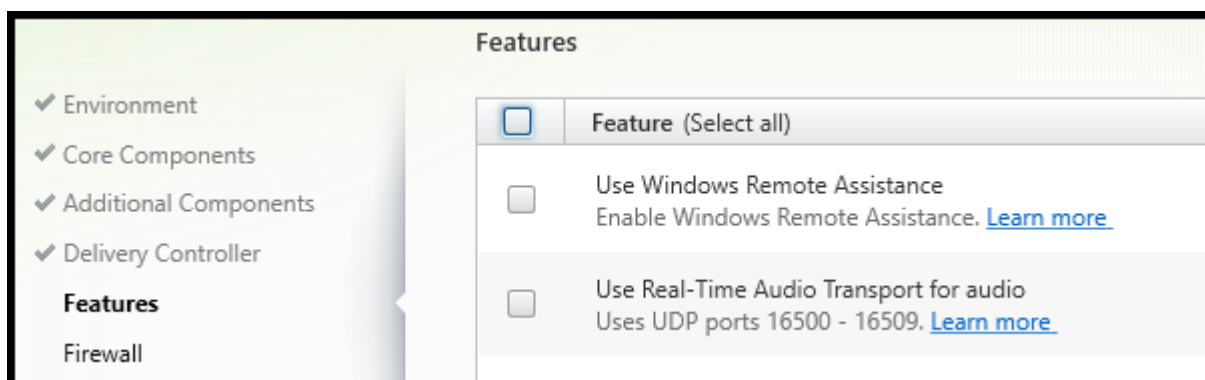 Features
Environment
Core Components
Additional Components
Delivery Controller
Features
Firewall
Feature (Select all)
Use Windows Remote Assistance
Enable Windows Remote Assistance. Learn more
Use Real-Time Audio Transport for audio
Uses UDP ports 16500 - 16509. Learn more